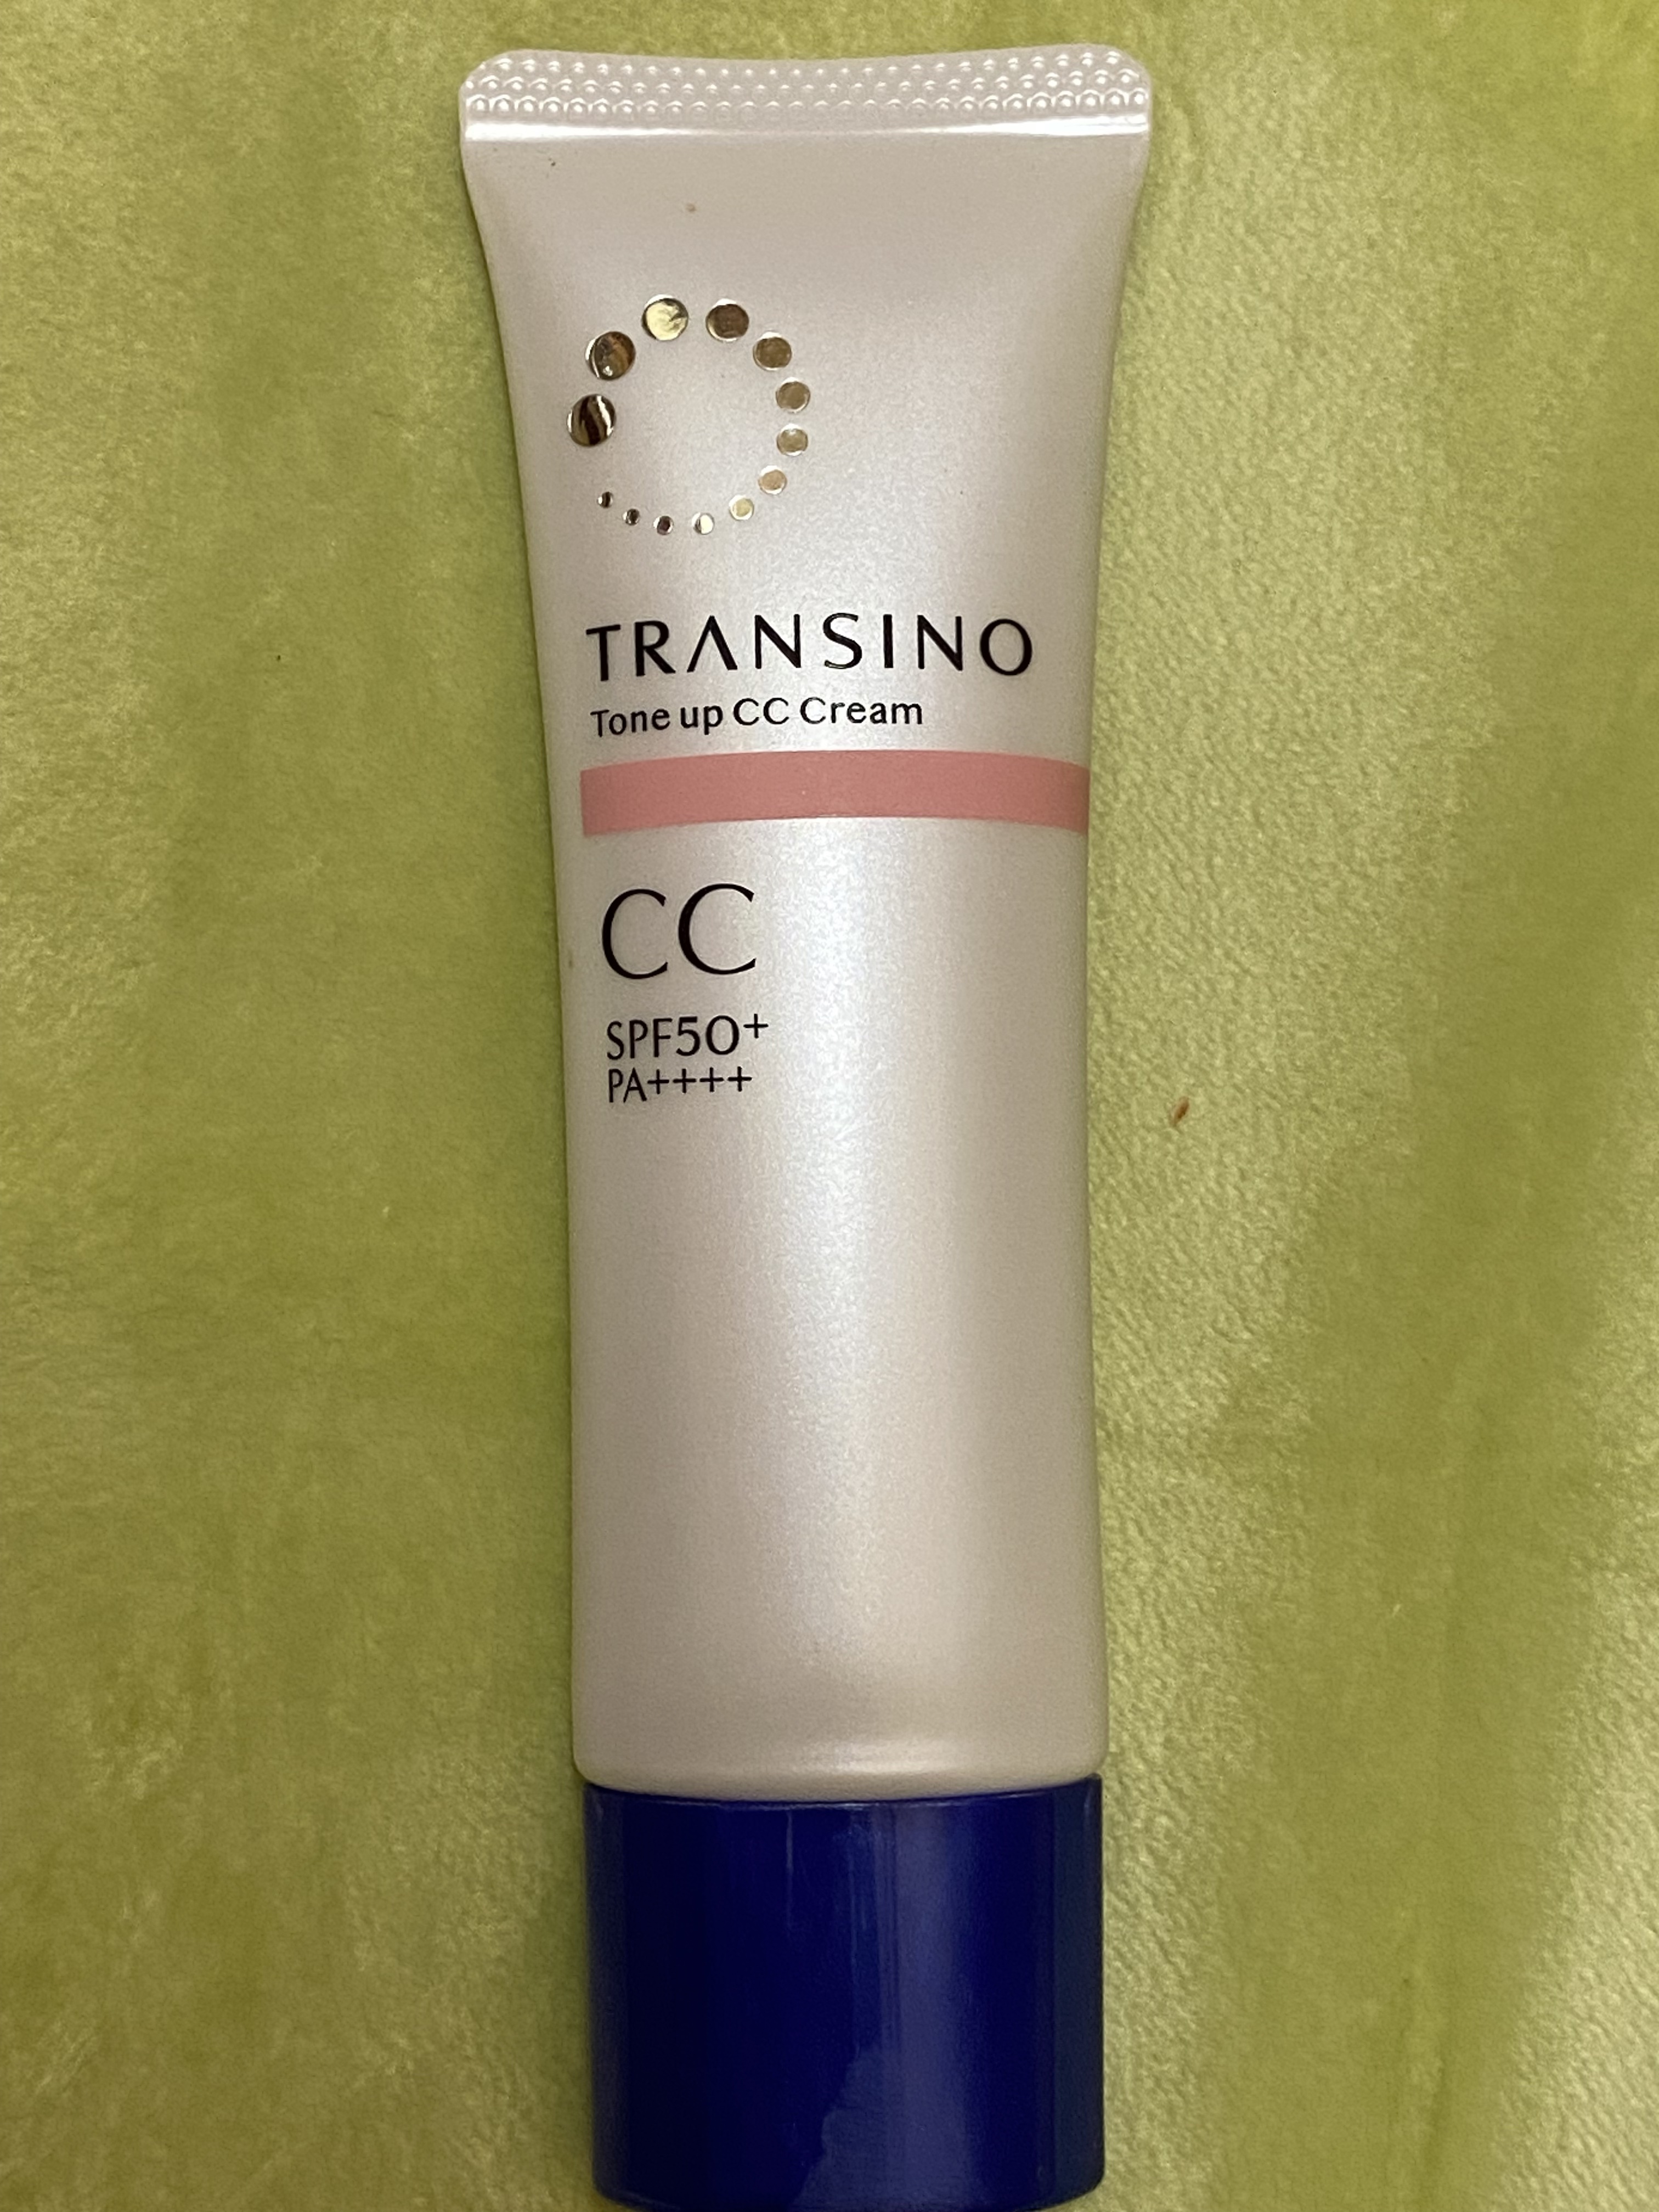 TRANSINO
Tone up CC Cream
CC
SPF50+
PA++++